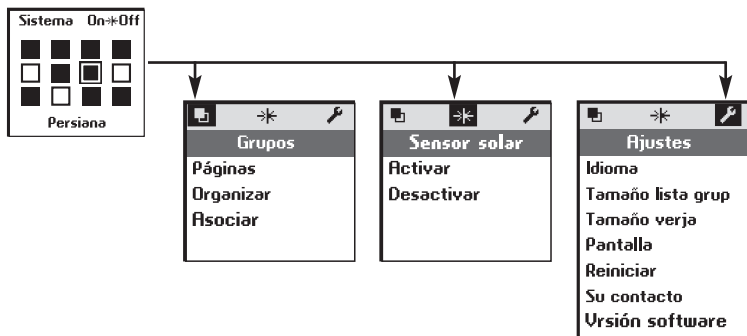 Sistema On☀Off
Persiana
Grupos
Páginas
Organizar
Asociar
Sensor solar
Activar
Desactivar
Ajustes
Idioma
Tamaño lista grup
Tamaño verja
Pantalla
Reiniciar
Su contacto
Vrsión software